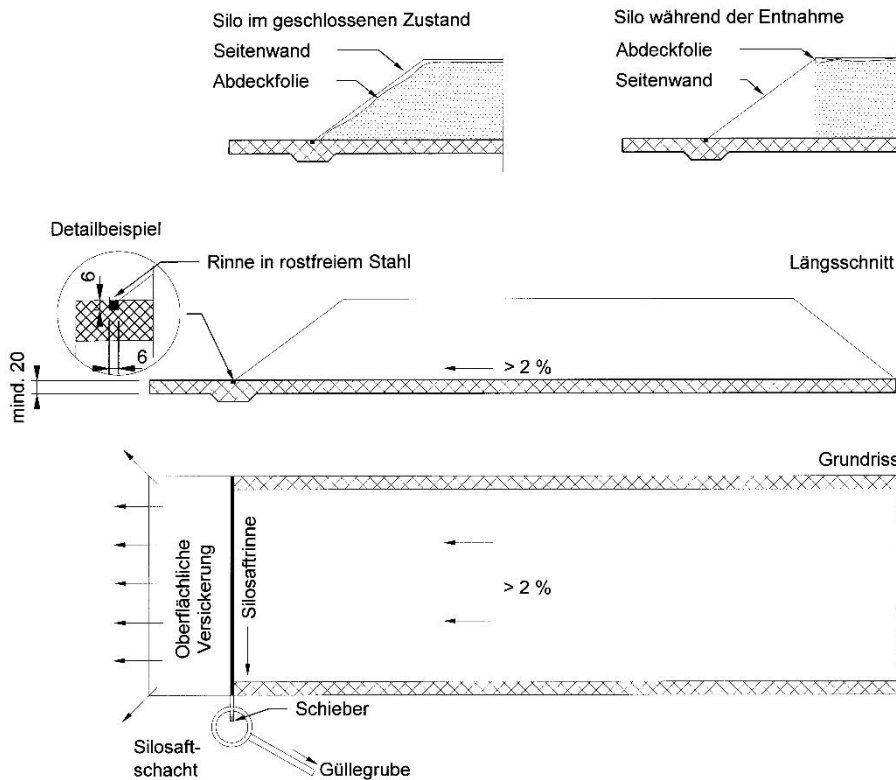 Silo im geschlossenen Zustand
Seitenwand
Abdeckfolie
Silo während der Entnahme
Abdeckfolie
Seitenwand
Detailbeispiel
Rinne in rostfreiem Stahl
Längsschnitt
6
6
> 2 %
mind. 20
Grundriss
Oberflächliche
Versickerung
Silosaftrinne
> 2 %
Schieber
Silosaft-
schacht
Güllegrube